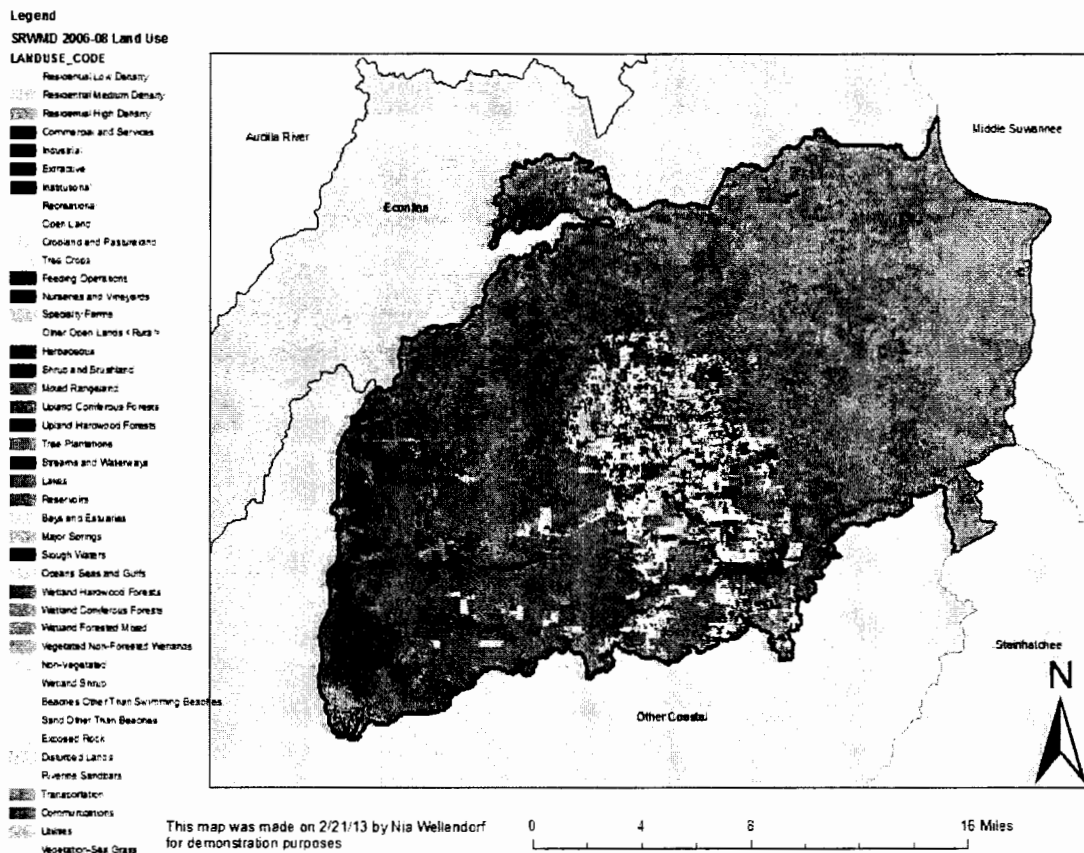 Legend
SRWMD 2006-08 Land Use
LANDUSE_CODE
Residential Low Density
Residential Medium Density
Residential High Density
Commercial and Services
Industrial
Extractive
Institutional
Recreational
Open Land
Cropland and Pastureland
Tree Crops
Feeding Operations
Nurseries and Vineyards
Specialty Farms
Other Open Lands <Rural>
Herbaceous
Shrub and Brushland
Mixed Rangeland
Upland Coniferous Forests
Upland Hardwood Forests
Tree Plantations
Streams and Waterways
Lakes
Reservoirs
Bays and Estuaries
Major Springs
Slough Waters
Oceans Seas and Gulfs
Wetland Hardwood Forests
Wetland Coniferous Forests
Wetland Forested Mixed
Vegetated Non-Forested Wetlands
Non-Vegetated
Wetland Shrub
Beaches Other Than Swimming Beaches
Sand Other Than Beaches
Exposed Rock
Disturbed Lands
Riverine Sandbars
Transportation
Communications
Utilities
Vegetation-Sea Grass
Aucilla River
Middle Suwannee
Econfina
Steinhatchee
Other Coastal
N
This map was made on 2/21/13 by Nia Wellendorf
for demonstration purposes
0 4 8 16 Miles